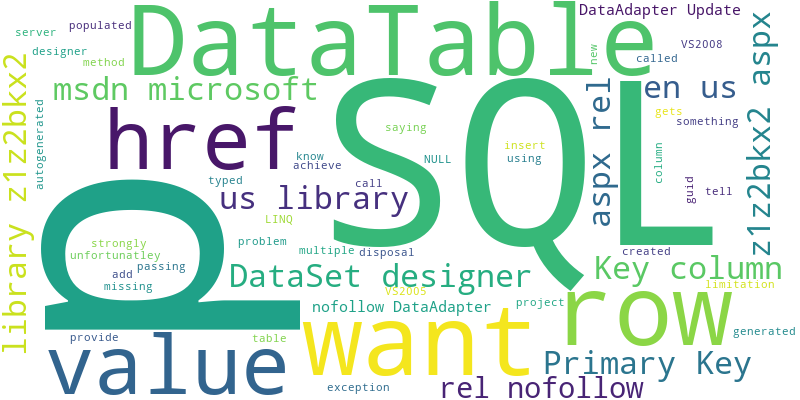 DataTable
DataAdapter Update
server
populated
designer
method
msdn microsoft
new
VS2008
called
en us
href
SQL
gets
something
library z1z2bkx2
autogenerated
saying
NULL
insert
using
aspx rel
column
z1z2bkx2 aspx
know
achieve
typed
call
us library
guid
tell
p
LINQ
strongly
unfortunatley
problem
multiple
disposal
created
add
passing
missing
DataSet designer
Key column
VS2005
limitation
nofollow DataAdapter
project
row
generated
want
value
provide
table
Primary Key
exception
rel nofollow